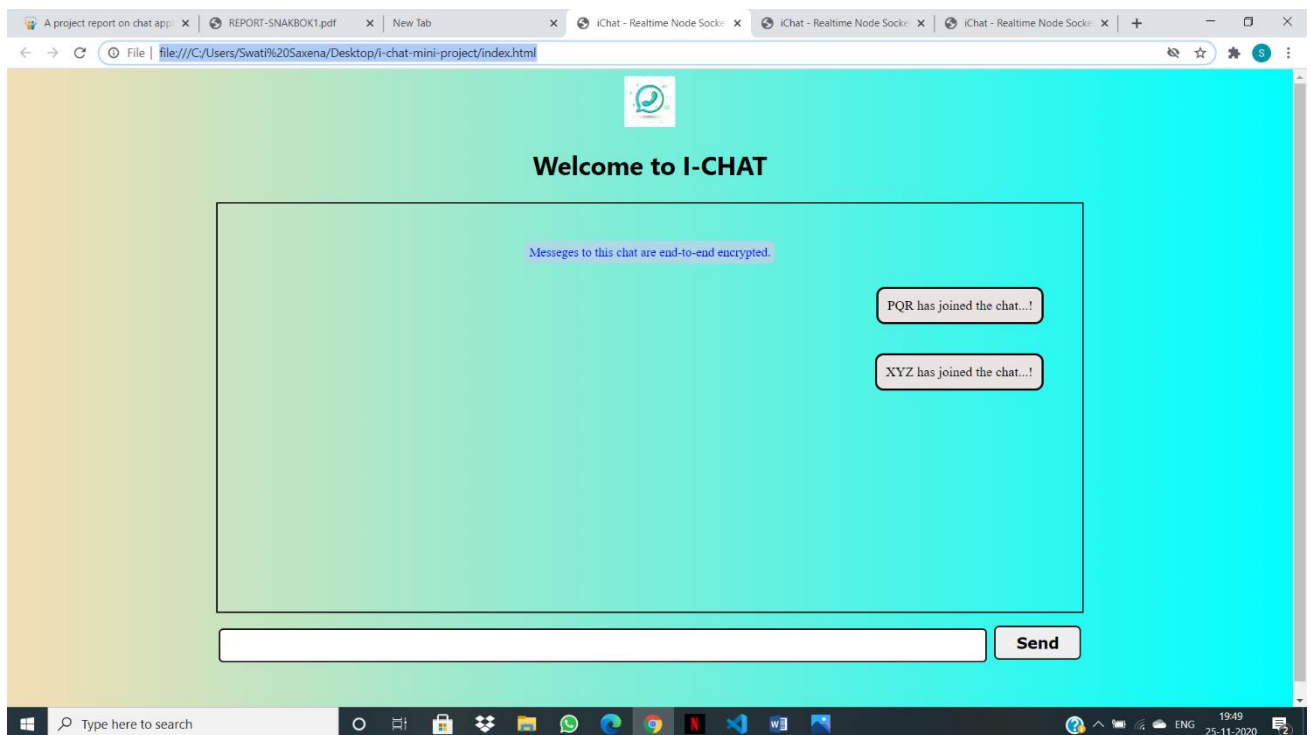 A project report on chat appl
REPORT-SNAKBOK1.pdf
New Tab
iChat - Realtime Node Socke
iChat - Realtime Node Socke
iChat - Realtime Node Socke
File | file:///C:/Users/Swati%20Saxena/Desktop/i-chat-mini-project/index.html
S
Welcome to I-CHAT
Messeges to this chat are end-to-end encrypted.
PQR has joined the chat...!
XYZ has joined the chat...!
Send
Type here to search
ENG
19:49
25-11-2020
2